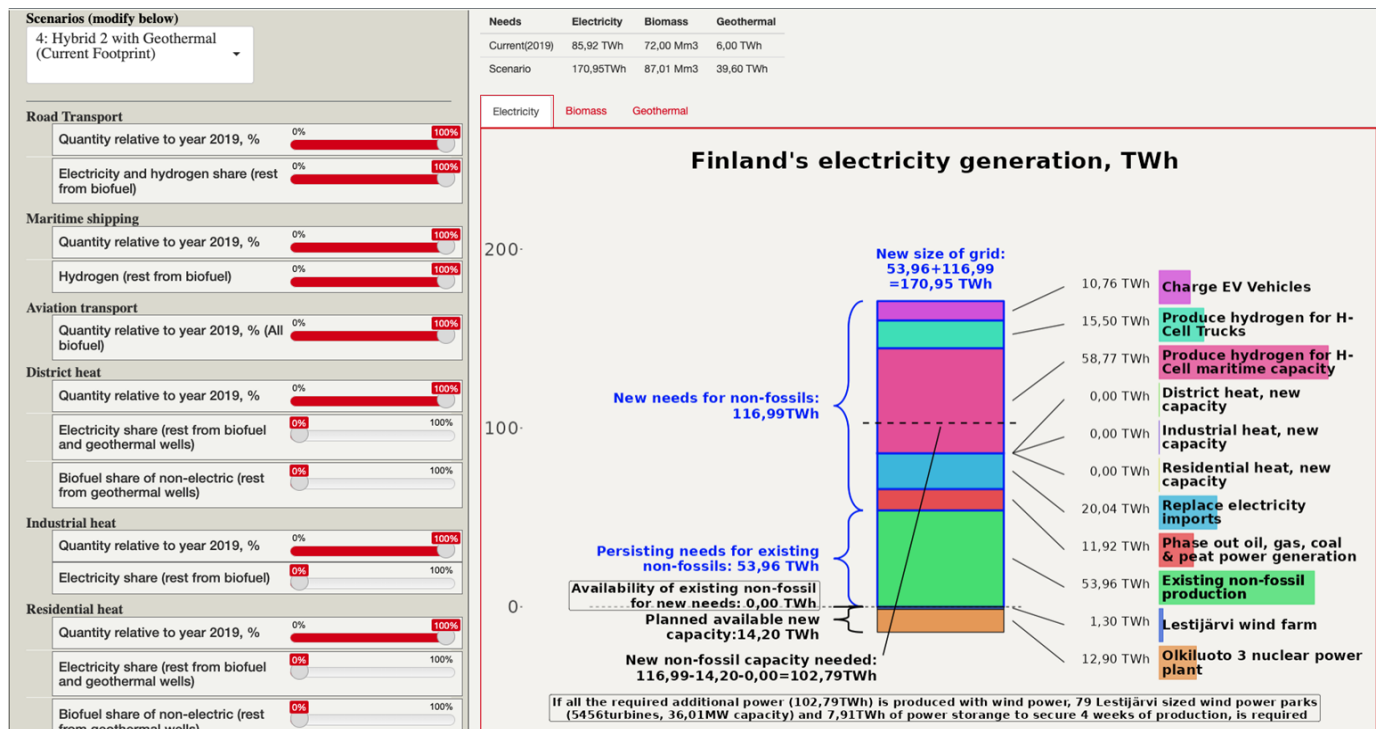 Scenarios (modify below)
4: Hybrid 2 with Geothermal
(Current Footprint)
Road Transport
Quantity relative to year 2019, %
0%
100%
Electricity and hydrogen share (rest
from biofuel)
0%
100%
Maritime shipping
Quantity relative to year 2019, %
0%
100%
Hydrogen (rest from biofuel)
0%
100%
Aviation transport
Quantity relative to year 2019, % (All
biofuel)
0%
100%
District heat
Quantity relative to year 2019, %
0%
100%
Electricity share (rest from biofuel
and geothermal wells)
0%
100%
Biofuel share of non-electric (rest
from geothermal wells)
0%
100%
Industrial heat
Quantity relative to year 2019, %
0%
100%
Electricity share (rest from biofuel)
0%
100%
Residential heat
Quantity relative to year 2019, %
0%
100%
Electricity share (rest from biofuel
and geothermal wells)
0%
100%
Biofuel share of non-electric (rest
from geothermal wells)
0%
100%
Needs Electricity Biomass Geothermal
Current(2019) 85,92 TWh 72,00 Mm3 6,00 TWh
Scenario 170,95TWh 87,01 Mm3 39,60 TWh
Electricity Biomass Geothermal
Finland's electricity generation, TWh
200
100
0
New size of grid:
53,96+116,99
=170,95 TWh
New needs for non-fossils:
116,99TWh
Persisting needs for existing
non-fossils: 53,96 TWh
Availability of existing non-fossil
for new needs: 0,00 TWh
Planned available new
capacity:14,20 TWh
New non-fossil capacity needed:
116,99-14,20-0,00=102,79TWh
10,76 TWh Charge EV Vehicles
15,50 TWh Produce hydrogen for H-
Cell Trucks
58,77 TWh Produce hydrogen for H-
Cell maritime capacity
0,00 TWh District heat, new
capacity
0,00 TWh Industrial heat, new
capacity
0,00 TWh Residential heat, new
capacity
20,04 TWh Replace electricity
imports
11,92 TWh Phase out oil, gas, coal
& peat power generation
53,96 TWh Existing non-fossil
production
1,30 TWh Lestijärvi wind farm
12,90 TWh Olkiluoto 3 nuclear power
plant
If all the required additional power (102,79TWh) is produced with wind power, 79 Lestijärvi sized wind power parks
(5456turbines, 36,01MW capacity) and 7,91TWh of power storange to secure 4 weeks of production, is required